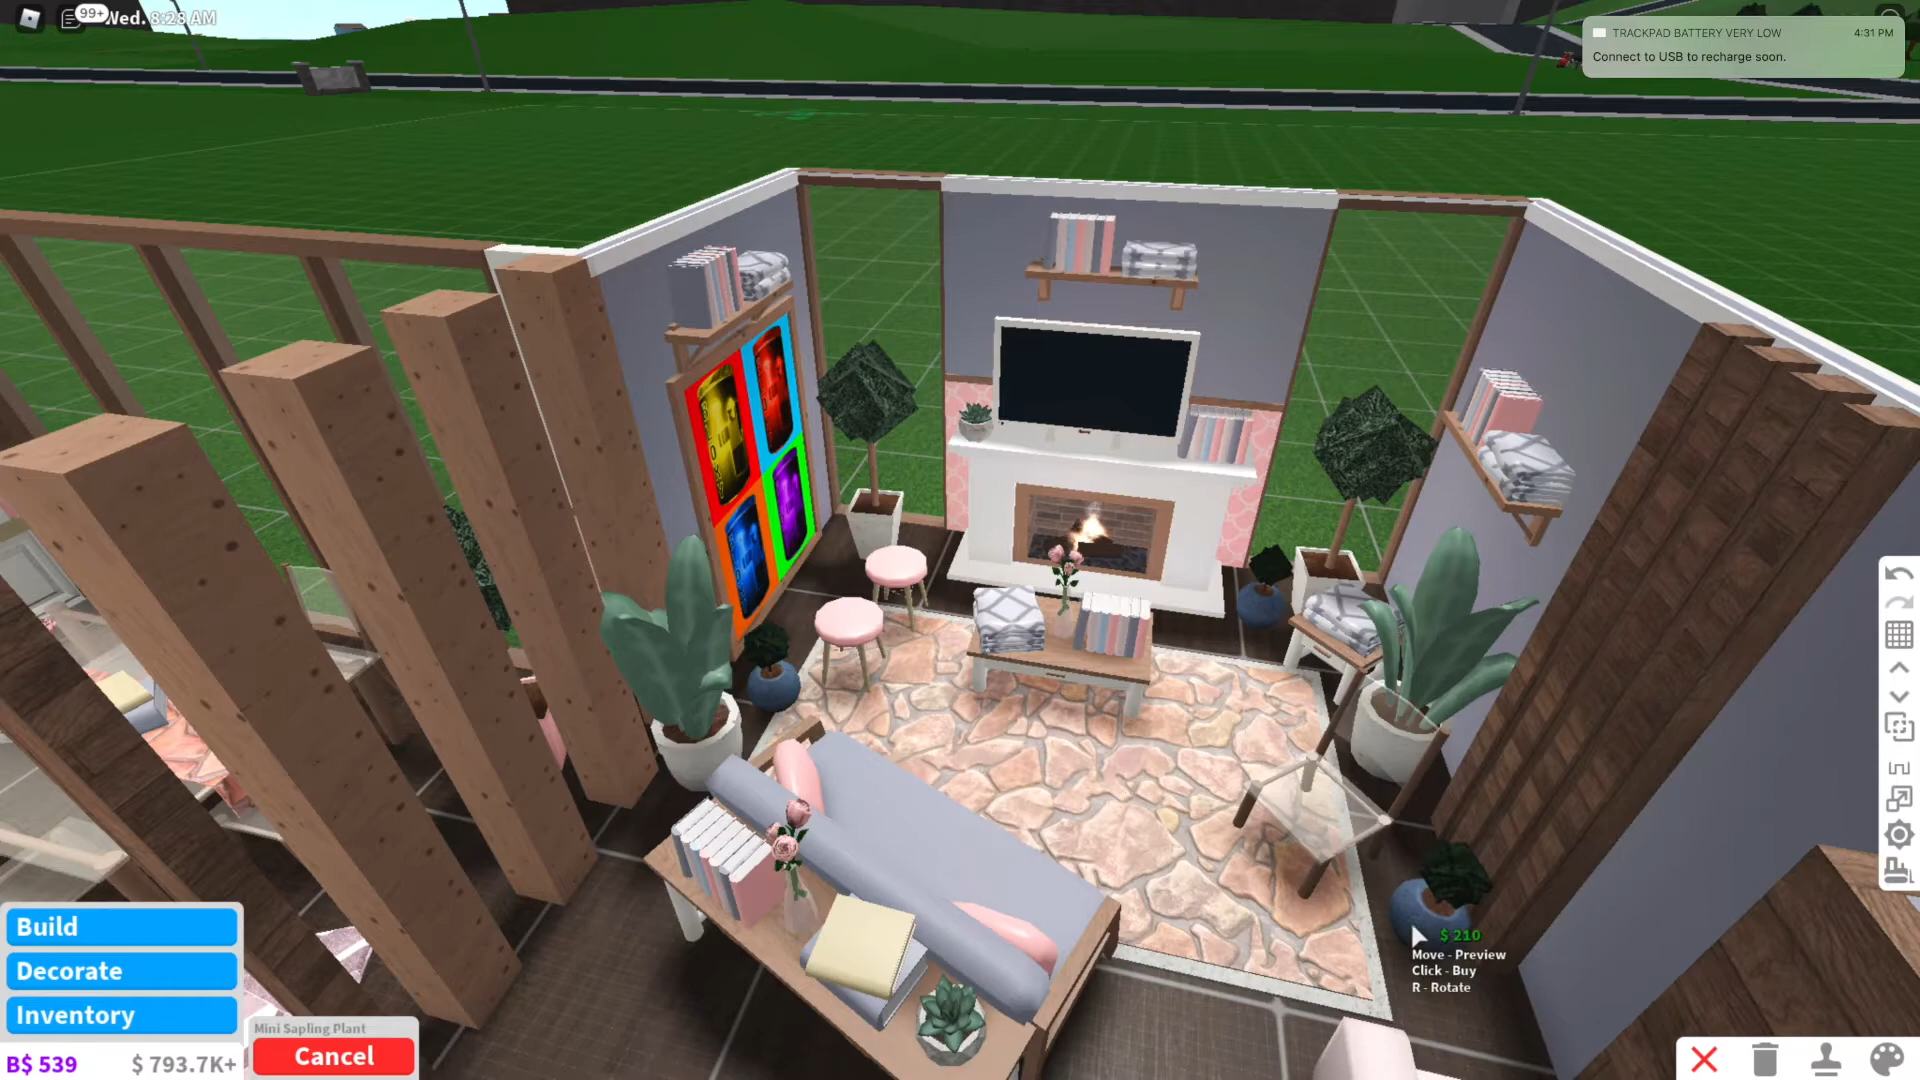 99+
Wed. 8:28 AM
TRACKPAD BATTERY VERY LOW
4:31 PM
Connect to USB to recharge soon.
$ 210
Move - Preview
Click - Buy
R - Rotate
Build
Decorate
Inventory
Mini Sapling Plant
Cancel
B$ 539
$ 793.7K+